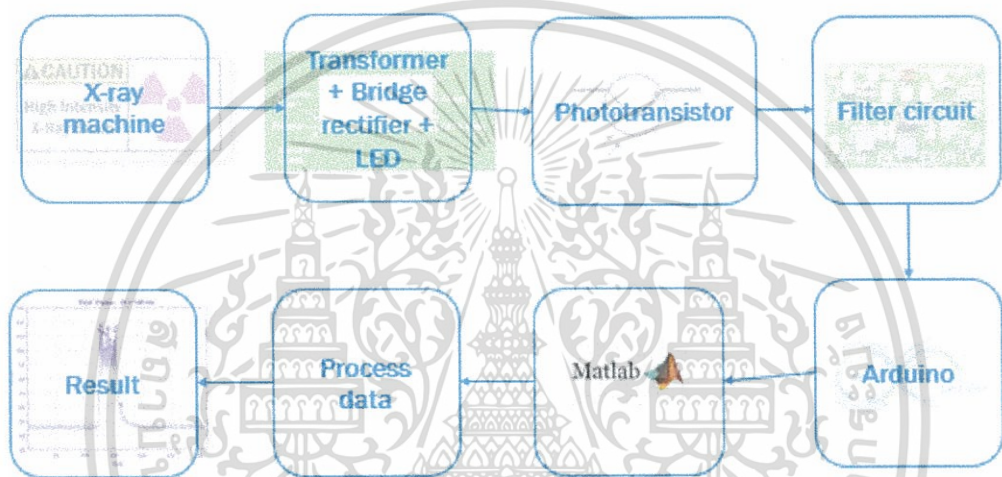 ⚠CAUTION
X-ray
machine
High Intensity
Transformer
+ Bridge
rectifier +
LED
Phototransistor
Filter circuit
Result
Process
data
Matlab
Arduino